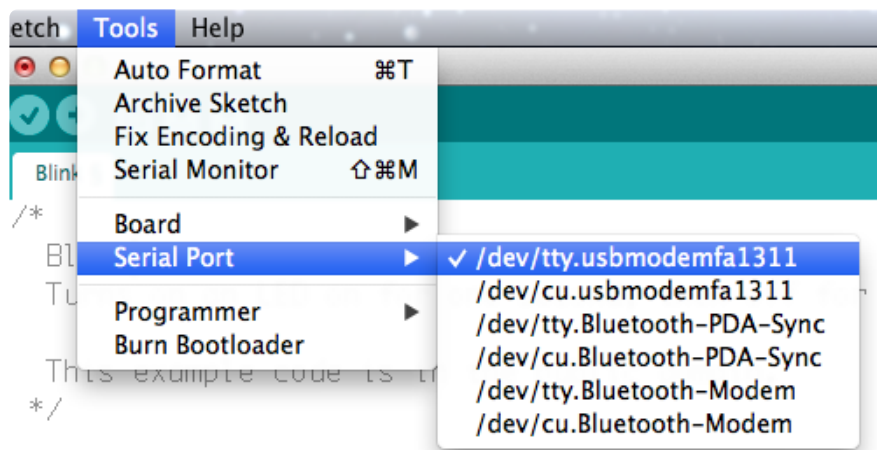 etch Tools Help
Auto Format ⌘T
Archive Sketch
Fix Encoding & Reload
Serial Monitor ⇧⌘M
Blink
/*
Board
Bl
Serial Port
✓ /dev/tty.usbmodemfa1311
Tu
/dev/cu.usbmodemfa1311
Programmer
/dev/tty.Bluetooth-PDA-Sync
Burn Bootloader
/dev/cu.Bluetooth-PDA-Sync
This example code is
/dev/tty.Bluetooth-Modem
*/
/dev/cu.Bluetooth-Modem